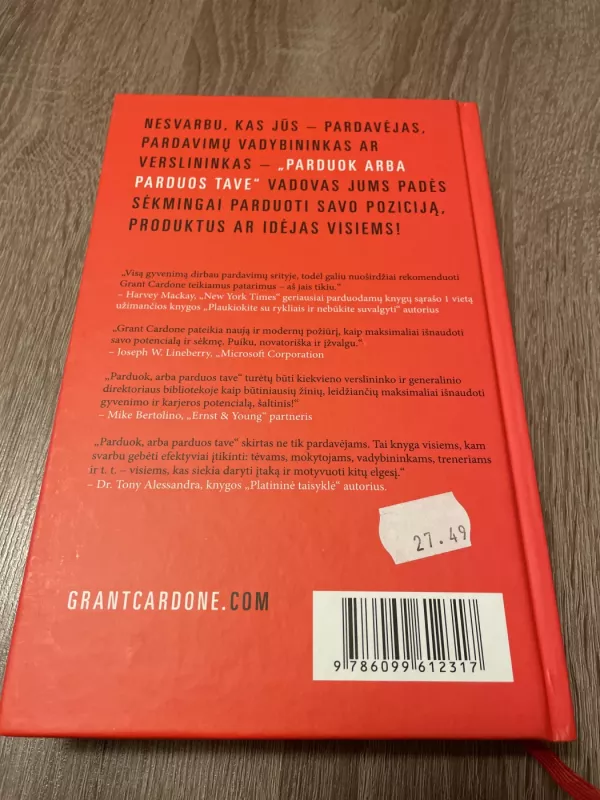 NESVARBU, KAS JŪS – PARDAVĖJAS,
PARDAVIMŲ VADYBININKAS AR
VERSLININKAS – „PARDUOK ARBA
PARDUOS TAVE“ VADOVAS JUMS PADĖS
SĖKMINGAI PARDUOTI SAVO POZICIJĄ,
PRODUKTUS AR IDĖJAS VISIEMS!
„Visą gyvenimą dirbau pardavimų srityje, todėl galiu nuoširdžiai rekomenduoti
Grant Cardone teikiamus patarimus – aš jais tikiu.“
– Harvey Mackay, „New York Times“ geriausiai parduodamų knygų sąrašo 1 vietą
užimančios knygos „Plaukiokite su rykliais ir nebūkite suvalgyti“ autorius
„Grant Cardone pateikia naują ir modernų požiūrį, kaip maksimaliai išnaudoti
savo potencialą ir sėkmę. Puiku, novatoriška ir įžvalgu.“
– Joseph W. Lineberry, „Microsoft Corporation
„Parduok, arba parduos tave“ turėtų būti kiekvieno verslininko ir generalinio
direktoriaus bibliotekoje kaip būtiniausių žinių, leidžiančių maksimaliai išnaudoti
gyvenimo ir karjeros potencialą, šaltinis!“
– Mike Bertolino, „Ernst & Young“ partneris
„Parduok, arba parduos tave“ skirtas ne tik pardavėjams. Tai knyga visiems, kam
svarbu gebėti efektyviai įtikinti: tėvams, mokytojams, vadybininkams, treneriams
ir t. t. – visiems, kas siekia daryti įtaką ir motyvuoti kitų elgesį.“
– Dr. Tony Alessandra, knygos „Platininė taisyklė“ autorius.
27.49
GRANTCARDONE.COM
9 786099 612317